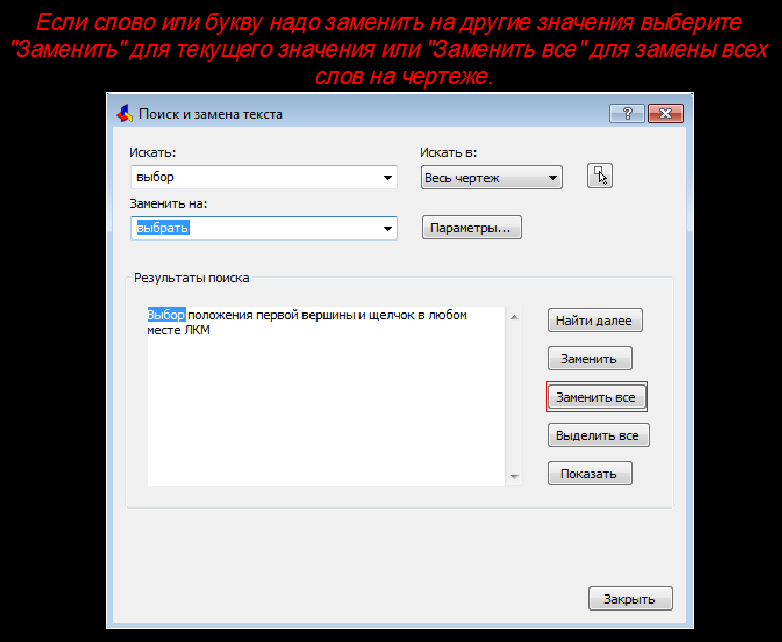 Если слово или букву надо заменить на другие значения выберите
"Заменить" для текущего значения или "Заменить все" для замены всех
слов на чертеже.
Поиск и замена текста
Искать:
Искать в:
выбор
Весь чертеж
Заменить на:
выбрать
Параметры...
Результаты поиска
Выбор положения первой вершины и щелчок в любом
месте ЛКМ
Найти далее
Заменить
Заменить все
Выделить все
Показать
Закрыть